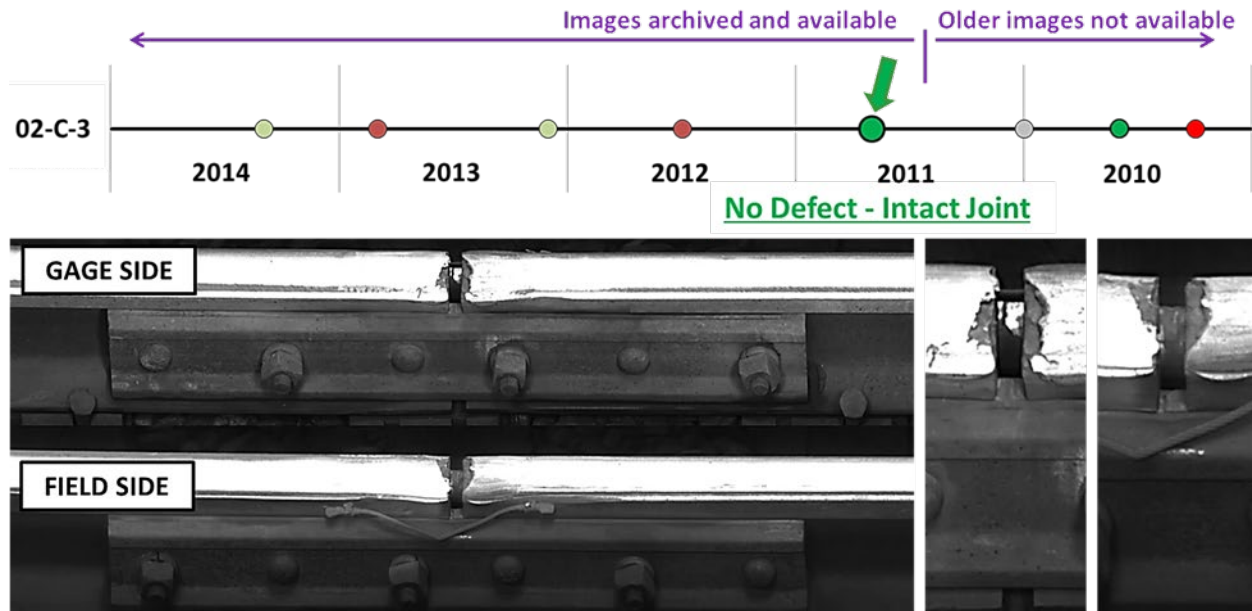 Images archived and available
Older images not available
02-C-3
2014
2013
2012
2011
2010
No Defect - Intact Joint
GAGE SIDE
FIELD SIDE